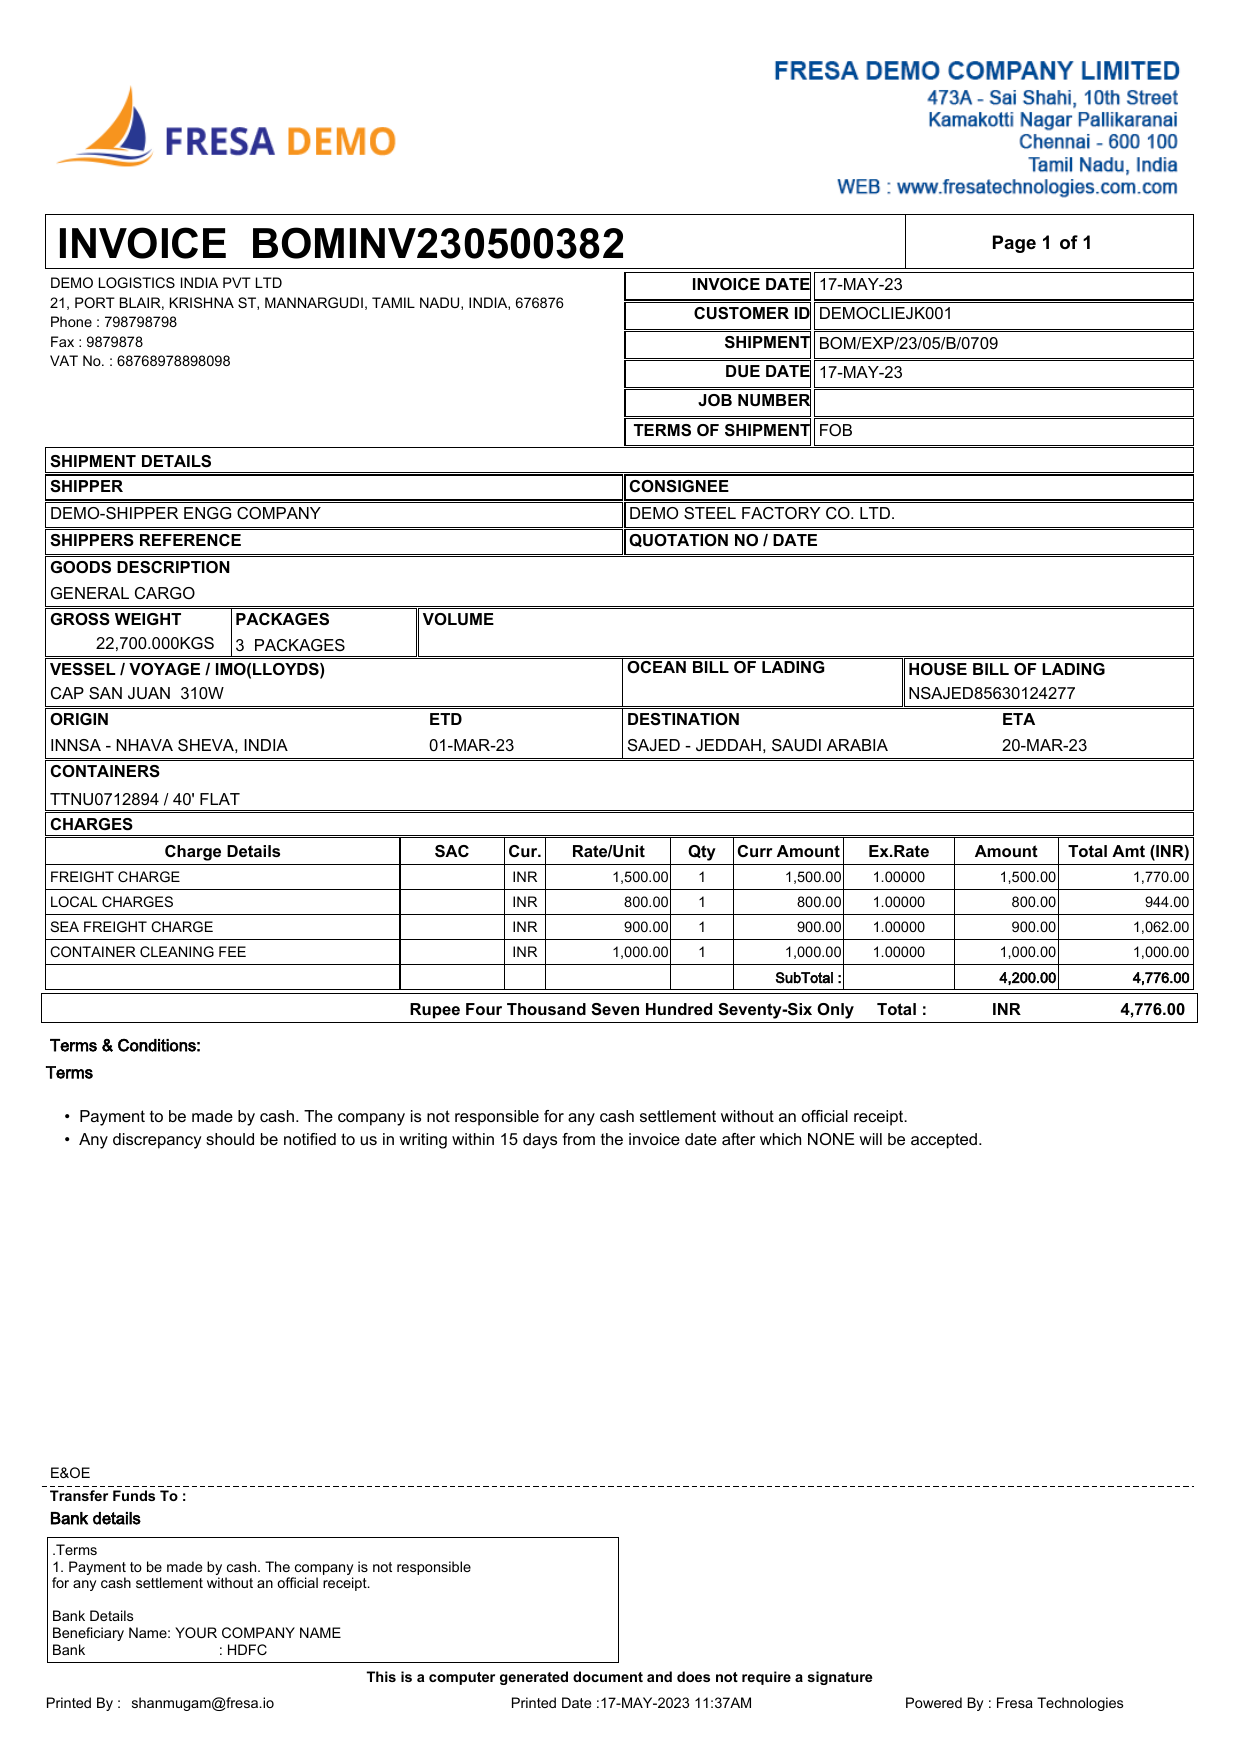 FRESA DEMO
FRESA DEMO COMPANY LIMITED
473A - Sai Shahi, 10th Street
Kamakotti Nagar Pallikaranai
Chennai - 600 100
Tamil Nadu, India
WEB : www.fresatechnologies.com.com
INVOICE BOMINV230500382
Page 1 of 1
DEMO LOGISTICS INDIA PVT LTD
21, PORT BLAIR, KRISHNA ST, MANNARGUDI, TAMIL NADU, INDIA, 676876
Phone : 798798798
Fax : 9879878
VAT No. : 68768978898098
INVOICE DATE 17-MAY-23
CUSTOMER ID DEMOCLIEJK001
SHIPMENT BOM/EXP/23/05/B/0709
DUE DATE 17-MAY-23
JOB NUMBER
TERMS OF SHIPMENT FOB
SHIPMENT DETAILS
SHIPPER CONSIGNEE
DEMO-SHIPPER ENGG COMPANY DEMO STEEL FACTORY CO. LTD.
SHIPPERS REFERENCE QUOTATION NO / DATE
GOODS DESCRIPTION
GENERAL CARGO
GROSS WEIGHT PACKAGES VOLUME
22,700.000KGS 3 PACKAGES
VESSEL / VOYAGE / IMO(LLOYDS) OCEAN BILL OF LADING HOUSE BILL OF LADING
CAP SAN JUAN 310W NSAJED85630124277
ORIGIN ETD DESTINATION ETA
INNSA - NHAVA SHEVA, INDIA 01-MAR-23 SAJED - JEDDAH, SAUDI ARABIA 20-MAR-23
CONTAINERS
TTNU0712894 / 40' FLAT
CHARGES
Charge Details SAC Cur. Rate/Unit Qty Curr Amount Ex.Rate Amount Total Amt (INR)
FREIGHT CHARGE INR 1,500.00 1 1,500.00 1.00000 1,500.00 1,770.00
LOCAL CHARGES INR 800.00 1 800.00 1.00000 800.00 944.00
SEA FREIGHT CHARGE INR 900.00 1 900.00 1.00000 900.00 1,062.00
CONTAINER CLEANING FEE INR 1,000.00 1 1,000.00 1.00000 1,000.00 1,000.00
SubTotal : 4,200.00 4,776.00
Rupee Four Thousand Seven Hundred Seventy-Six Only Total : INR 4,776.00
Terms & Conditions:
Terms
• Payment to be made by cash. The company is not responsible for any cash settlement without an official receipt.
• Any discrepancy should be notified to us in writing within 15 days from the invoice date after which NONE will be accepted.
E&OE
Transfer Funds To :
Bank details
.Terms
1. Payment to be made by cash. The company is not responsible
for any cash settlement without an official receipt.
Bank Details
Beneficiary Name: YOUR COMPANY NAME
Bank : HDFC
This is a computer generated document and does not require a signature
Printed By : shanmugam@fresa.io Printed Date :17-MAY-2023 11:37AM Powered By : Fresa Technologies